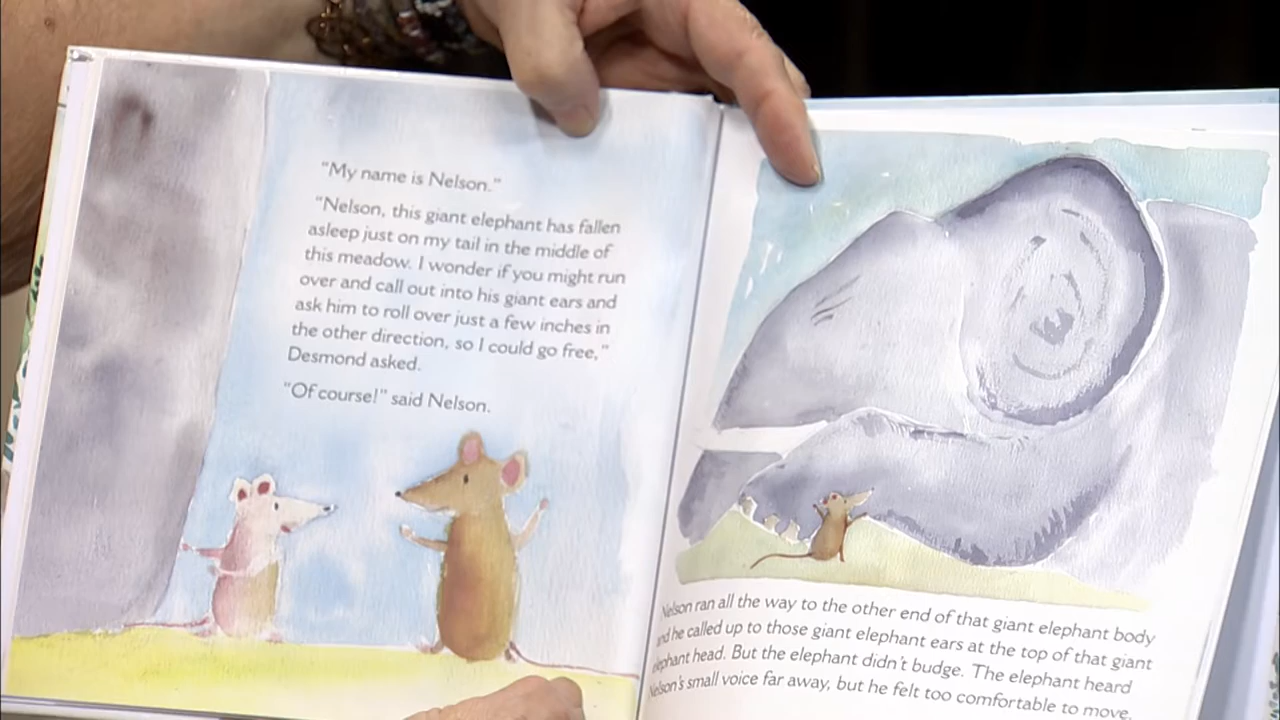 "My name is Nelson."
"Nelson, this giant elephant has fallen
asleep just on my tail in the middle of
this meadow. I wonder if you might run
over and call out into his giant ears and
ask him to roll over just a few inches in
the other direction, so I could go free,"
Desmond asked.
"Of course!" said Nelson.
Nelson ran all the way to the other end of that giant elephant body
and he called up to those giant elephant ears at the top of that giant
elephant head. But the elephant didn't budge. The elephant heard
Nelson's small voice far away, but he felt too comfortable to move.